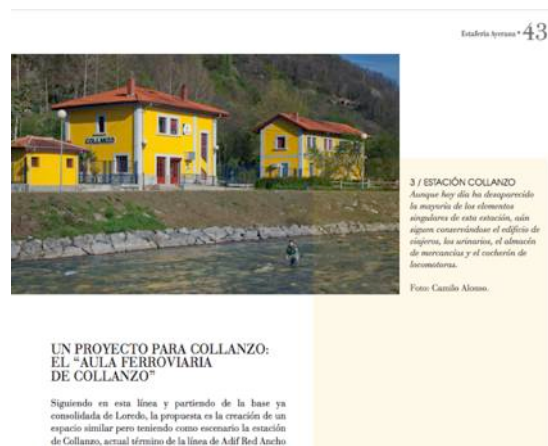 Estaferia Ayerana • 43
COLLANZO
3 / ESTACIÓN COLLANZO
Aunque hoy día ha desaparecido
la mayoría de los elementos
singulares de esta estación, aún
siguen conservándose el edificio de
viajeros, los urinarios, el almacén
de mercancías y el cocherón de
locomotoras.
Foto: Camilo Alonso.
UN PROYECTO PARA COLLANZO:
EL “AULA FERROVIARIA
DE COLLANZO”
Siguiendo en esta línea y partiendo de la base ya
consolidada de Loredo, la propuesta es la creación de un
espacio similar pero teniendo como escenario la estación
de Collanzo, actual término de la línea de Adif Red Ancho